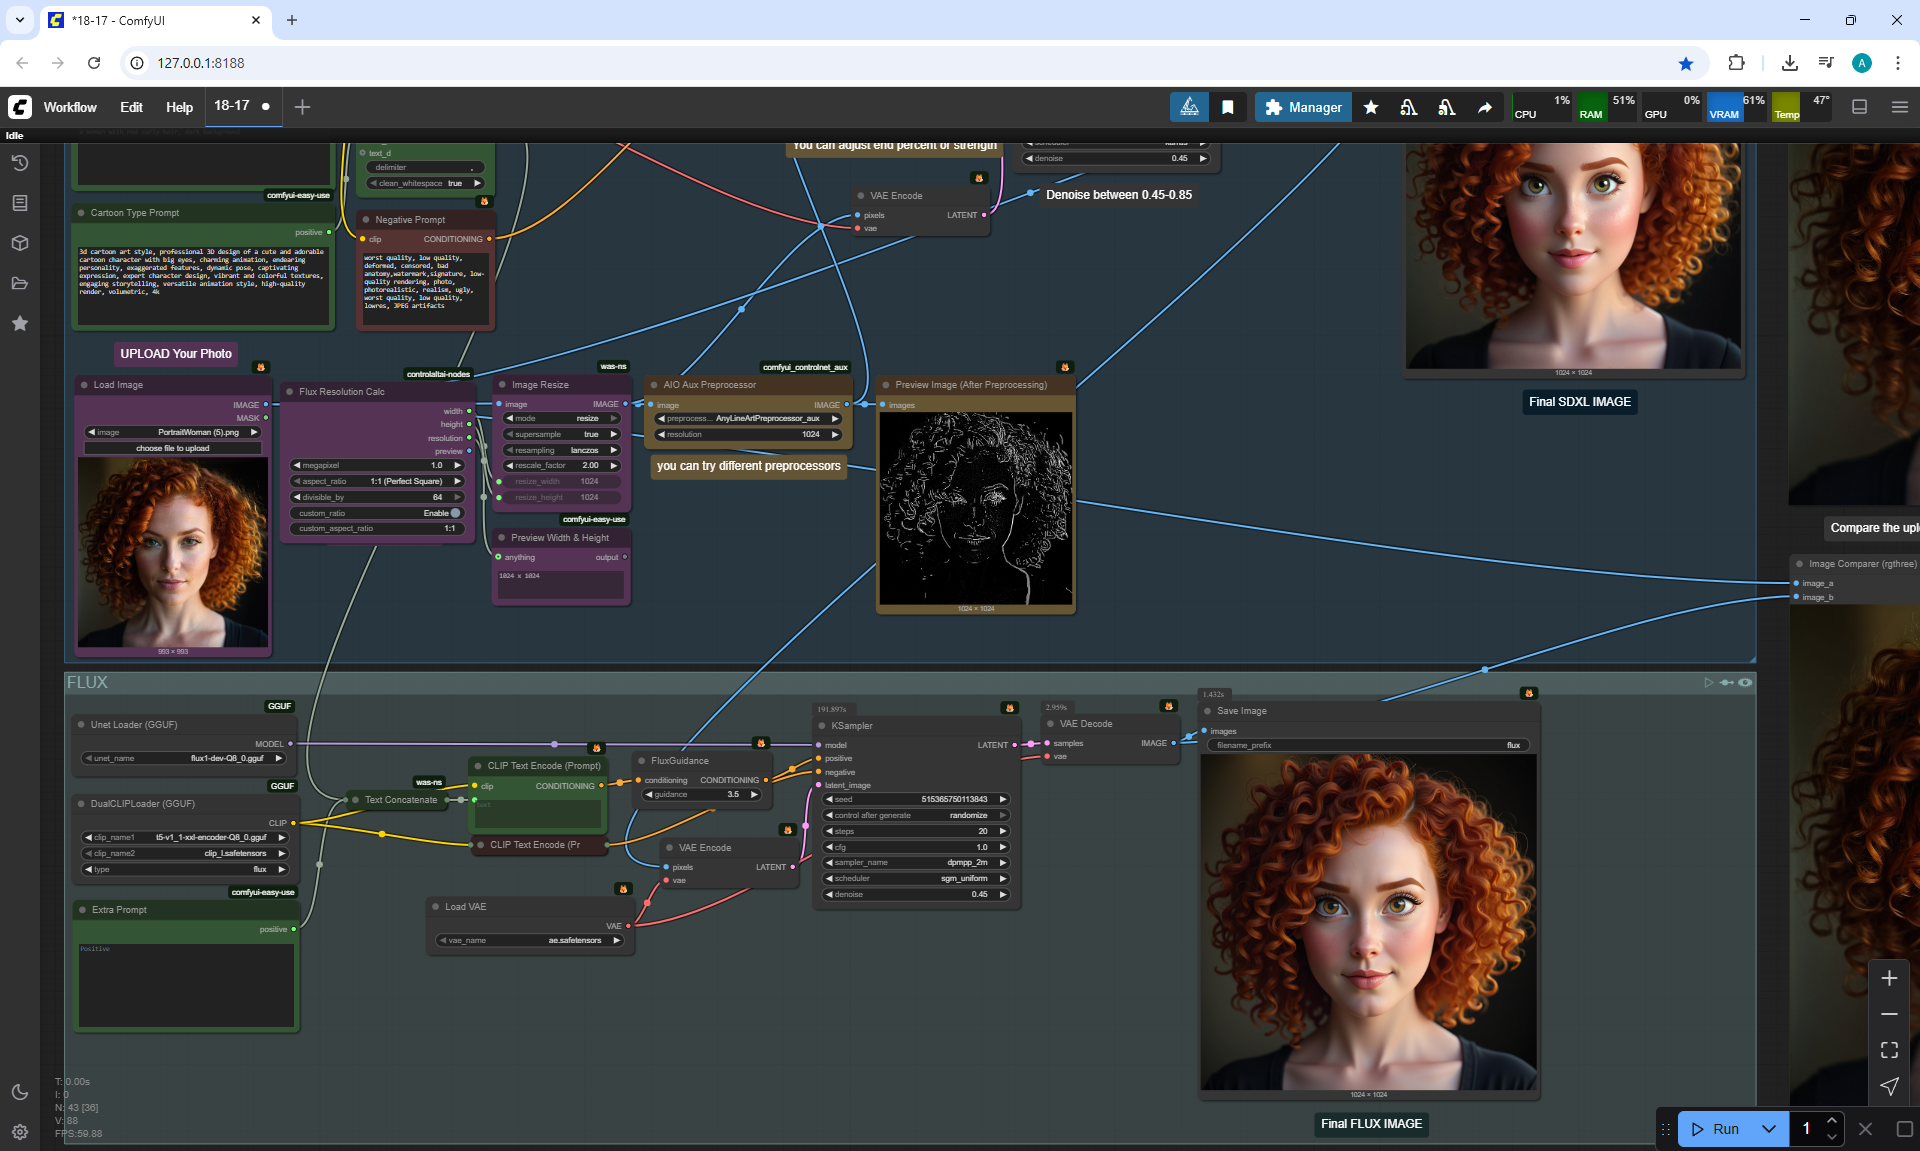 *18-17 - ComfyUI
127.0.0.1:8188
A
Workflow
Edit
Help
18-17
Manager
1%
CPU
51%
RAM
0%
GPU
61%
VRAM
47°
Temp
Idle
text_d
delimiter
clean_whitespace true
comfyui-easy-use
Cartoon Type Prompt
positive
3d cartoon art style, professional 3D design of a cute and adorable
cartoon character with big eyes, charming animation, endearing
personality, exaggerated features, dynamic pose, captivating
expression, expert character design, vibrant and colorful textures,
engaging storytelling, versatile animation style, high-quality
render, volumetric, 4k
Negative Prompt
clip CONDITIONING
worst quality, low quality,
deformed, censored, bad
anatomy,watermark,signature, low-
quality rendering, photo,
photorealistic, realism, ugly,
worst quality, low quality,
lowres, JPEG artifacts
You can adjust end percent or strength
denoise 0.45
VAE Encode
pixels LATENT
vae
Denoise between 0.45-0.85
1024 × 1024
Final SDXL IMAGE
UPLOAD Your Photo
Load Image
IMAGE
MASK
image PortraitWoman (5).png
choose file to upload
993 × 993
controlaltai-nodes
Flux Resolution Calc
width
height
resolution
preview
megapixel 1.0
aspect_ratio 1:1 (Perfect Square)
divisible_by 64
custom_ratio Enable
custom_aspect_ratio 1:1
was-ns
Image Resize
image IMAGE
mode resize
supersample true
resampling lanczos
rescale_factor 2.00
resize_width 1024
resize_height 1024
comfyui-easy-use
Preview Width & Height
anything output
1024 x 1024
comfyui_controlnet_aux
AIO Aux Preprocessor
image IMAGE
preprocess... AnyLineArtPreprocessor_aux
resolution 1024
you can try different preprocessors
Preview Image (After Preprocessing)
images
1024 × 1024
Compare the uplo
Image Comparer (rgthree)
image_a
image_b
FLUX
GGUF
Unet Loader (GGUF)
MODEL
unet_name flux1-dev-Q8_0.gguf
GGUF
DualCLIPLoader (GGUF)
CLIP
clip_name1 t5-v1_1-xxl-encoder-Q8_0.gguf
clip_name2 clip_l.safetensors
type flux
comfyui-easy-use
Extra Prompt
positive
Positive
was-ns
Text Concatenate
CLIP Text Encode (Prompt)
clip CONDITIONING
text
CLIP Text Encode (Pr
Load VAE
VAE
vae_name ae.safetensors
FluxGuidance
conditioning CONDITIONING
guidance 3.5
VAE Encode
pixels LATENT
vae
191.897s
KSampler
model LATENT
positive
negative
latent_image
seed 515365750113843
control after generate randomize
steps 20
cfg 1.0
sampler_name dpmpp_2m
scheduler sgm_uniform
denoise 0.45
2.959s
VAE Decode
samples IMAGE
vae
1.432s
Save Image
images
filename_prefix flux
1024 × 1024
Final FLUX IMAGE
T: 0.00s
I: 0
N: 43 [36]
V: 88
FPS:59.88
Run
1